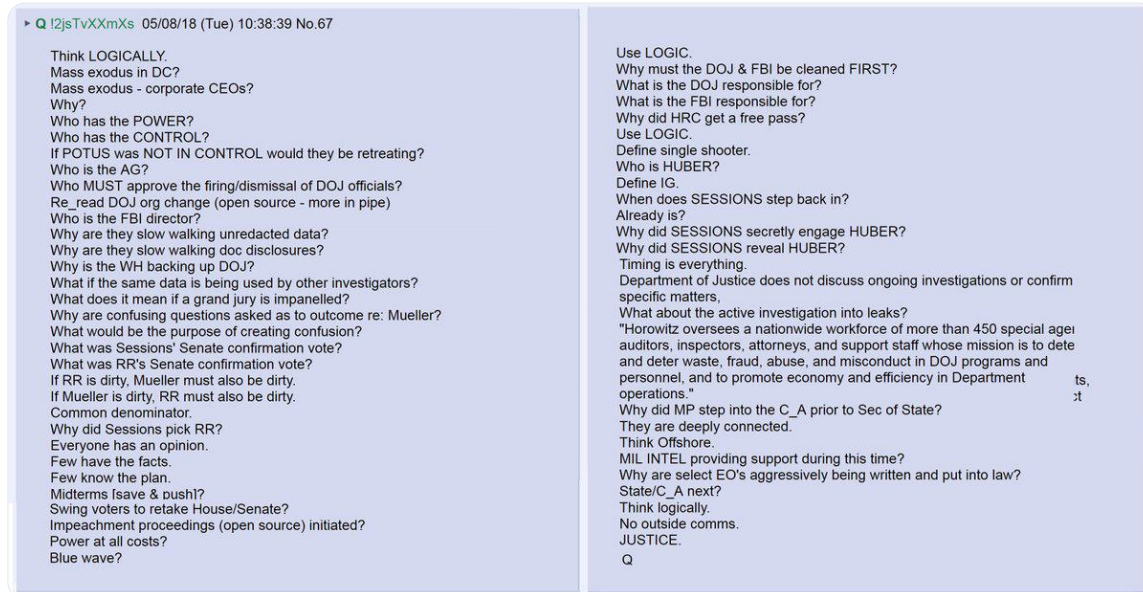 ▸ Q !2jsTvXXmXs 05/08/18 (Tue) 10:38:39 No.67
Think LOGICALLY.
Mass exodus in DC?
Mass exodus - corporate CEOs?
Why?
Who has the POWER?
Who has the CONTROL?
If POTUS was NOT IN CONTROL would they be retreating?
Who is the AG?
Who MUST approve the firing/dismissal of DOJ officials?
Re_read DOJ org change (open source - more in pipe)
Who is the FBI director?
Why are they slow walking unredacted data?
Why are they slow walking doc disclosures?
Why is the WH backing up DOJ?
What if the same data is being used by other investigators?
What does it mean if a grand jury is impanelled?
Why are confusing questions asked as to outcome re: Mueller?
What would be the purpose of creating confusion?
What was Sessions' Senate confirmation vote?
What was RR's Senate confirmation vote?
If RR is dirty, Mueller must also be dirty.
If Mueller is dirty, RR must also be dirty.
Common denominator.
Why did Sessions pick RR?
Everyone has an opinion.
Few have the facts.
Few know the plan.
Midterms [save & push]?
Swing voters to retake House/Senate?
Impeachment proceedings (open source) initiated?
Power at all costs?
Blue wave?
Use LOGIC.
Why must the DOJ & FBI be cleaned FIRST?
What is the DOJ responsible for?
What is the FBI responsible for?
Why did HRC get a free pass?
Use LOGIC.
Define single shooter.
Who is HUBER?
Define IG.
When does SESSIONS step back in?
Already is?
Why did SESSIONS secretly engage HUBER?
Why did SESSIONS reveal HUBER?
Timing is everything.
Department of Justice does not discuss ongoing investigations or confirm
specific matters,
What about the active investigation into leaks?
"Horowitz oversees a nationwide workforce of more than 450 special agen
auditors, inspectors, attorneys, and support staff whose mission is to dete
and deter waste, fraud, abuse, and misconduct in DOJ programs and
personnel, and to promote economy and efficiency in Department ts,
operations." ct
Why did MP step into the C_A prior to Sec of State?
They are deeply connected.
Think Offshore.
MIL INTEL providing support during this time?
Why are select EO's aggressively being written and put into law?
State/C_A next?
Think logically.
No outside comms.
JUSTICE.
Q